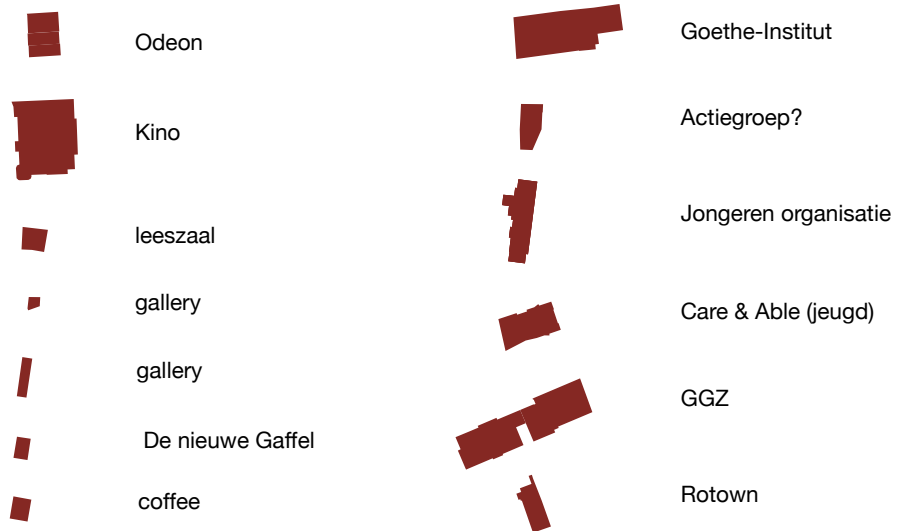 Odeon
Kino
leeszaal
gallery
gallery
De nieuwe Gaffel
coffee
Goethe-Institut
Actiegroep?
Jongeren organisatie
Care & Able (jeugd)
GGZ
Rotown